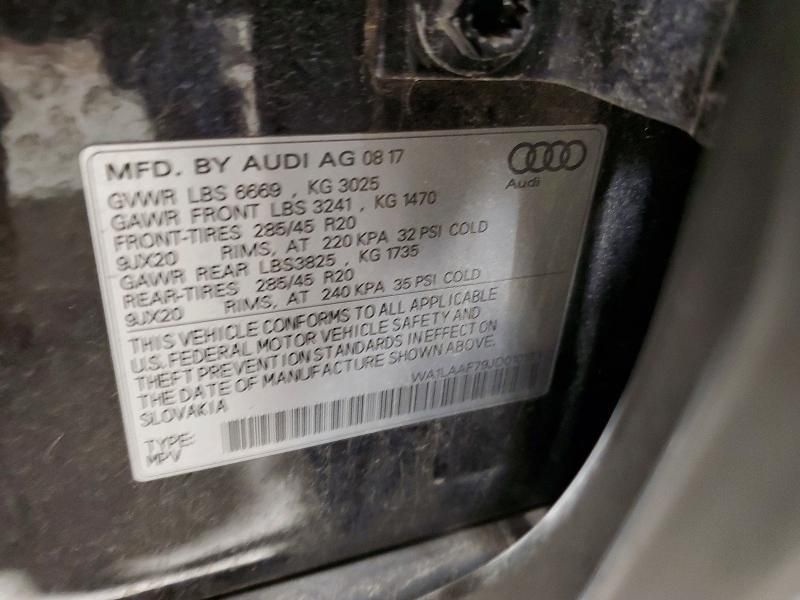 MFD. BY AUDI AG 08 17
Audi
GVWR LBS 6669 , KG 3025
GAWR FRONT LBS 3241 , KG 1470
FRONT-TIRES 285/45 R20
9JX20 RIMS, AT 220 KPA 32 PSI COLD
GAWR REAR LBS3825 , KG 1735
REAR-TIRES 285/45 R20
9JX20 RIMS, AT 240 KPA 35 PSI COLD
THIS VEHICLE CONFORMS TO ALL APPLICABLE
U.S. FEDERAL MOTOR VEHICLE SAFETY AND
THEFT PREVENTION STANDARDS IN EFFECT ON
THE DATE OF MANUFACTURE SHOWN ABOVE.
SLOVAKIA
TYPE:
MPV